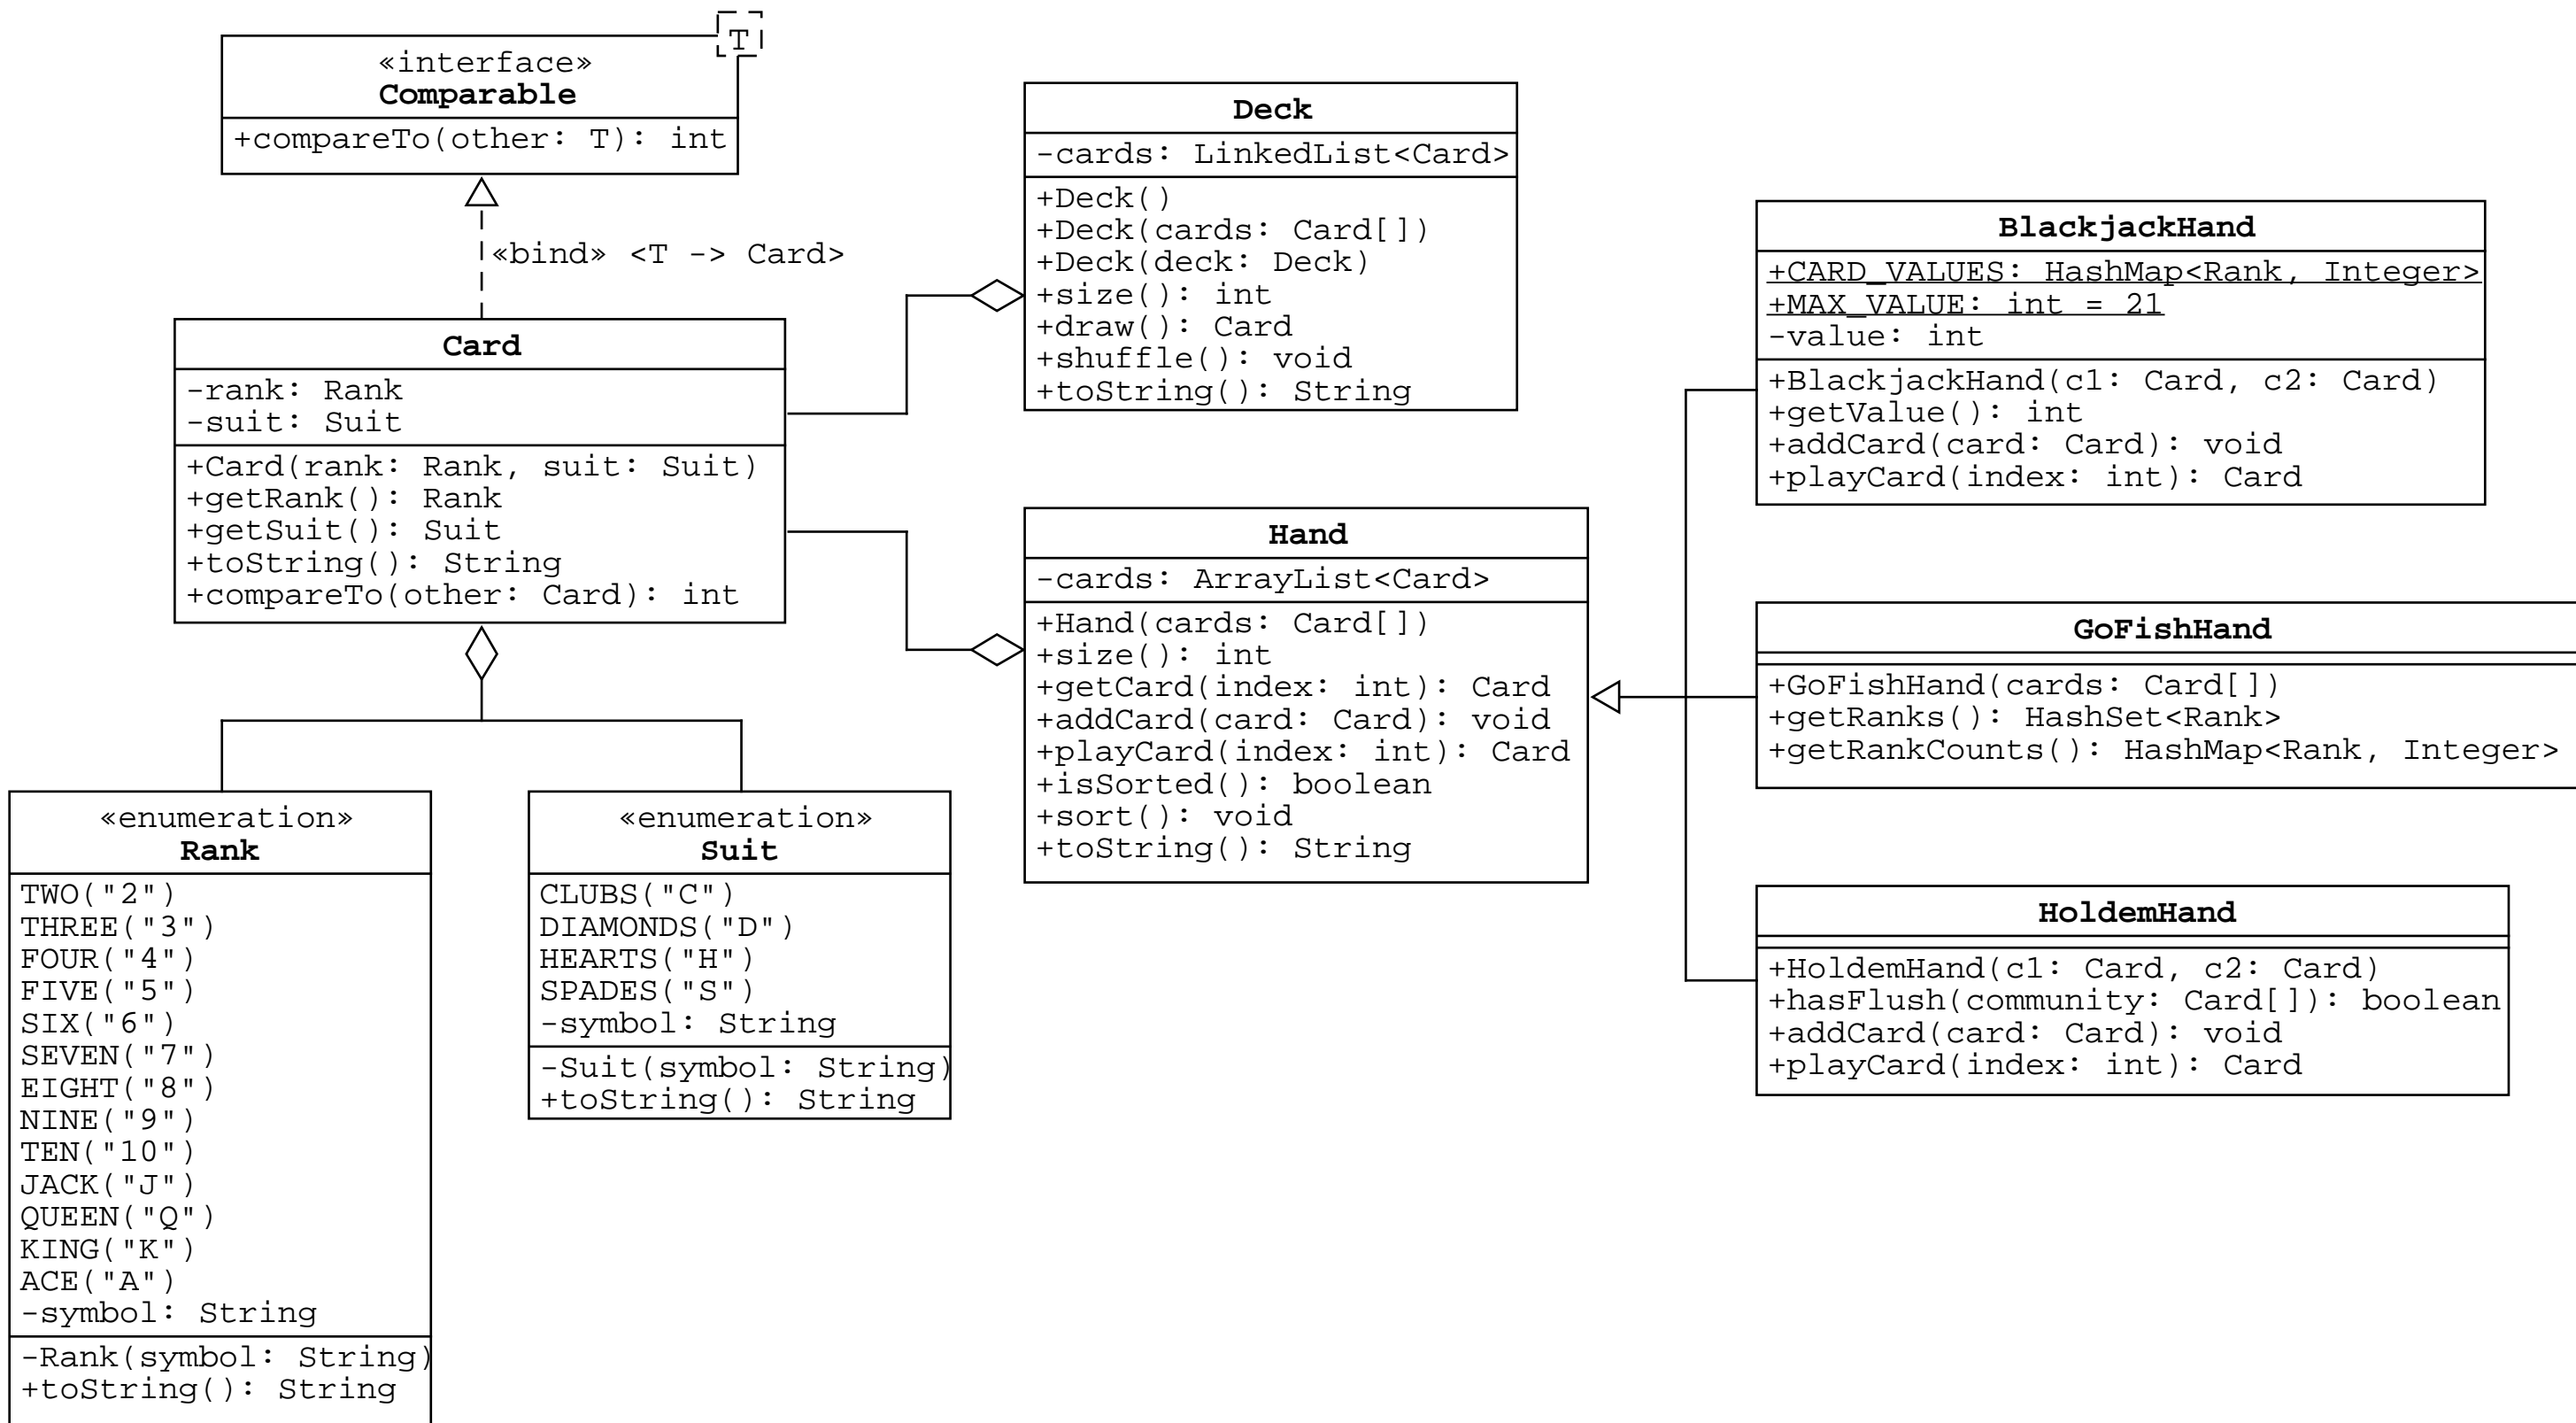 T
«interface»
Comparable
+compareTo(other: T): int
«bind» <T -> Card>
Card
-rank: Rank
-suit: Suit
+Card(rank: Rank, suit: Suit)
+getRank(): Rank
+getSuit(): Suit
+toString(): String
+compareTo(other: Card): int
«enumeration»
Rank
TWO("2")
THREE("3")
FOUR("4")
FIVE("5")
SIX("6")
SEVEN("7")
EIGHT("8")
NINE("9")
TEN("10")
JACK("J")
QUEEN("Q")
KING("K")
ACE("A")
-symbol: String
-Rank(symbol: String)
+toString(): String
«enumeration»
Suit
CLUBS("C")
DIAMONDS("D")
HEARTS("H")
SPADES("S")
-symbol: String
-Suit(symbol: String)
+toString(): String
Deck
-cards: LinkedList<Card>
+Deck()
+Deck(cards: Card[])
+Deck(deck: Deck)
+size(): int
+draw(): Card
+shuffle(): void
+toString(): String
Hand
-cards: ArrayList<Card>
+Hand(cards: Card[])
+size(): int
+getCard(index: int): Card
+addCard(card: Card): void
+playCard(index: int): Card
+isSorted(): boolean
+sort(): void
+toString(): String
BlackjackHand
+CARD_VALUES: HashMap<Rank, Integer>
+MAX_VALUE: int = 21
-value: int
+BlackjackHand(c1: Card, c2: Card)
+getValue(): int
+addCard(card: Card): void
+playCard(index: int): Card
GoFishHand
+GoFishHand(cards: Card[])
+getRanks(): HashSet<Rank>
+getRankCounts(): HashMap<Rank, Integer>
HoldemHand
+HoldemHand(c1: Card, c2: Card)
+hasFlush(community: Card[]): boolean
+addCard(card: Card): void
+playCard(index: int): Card